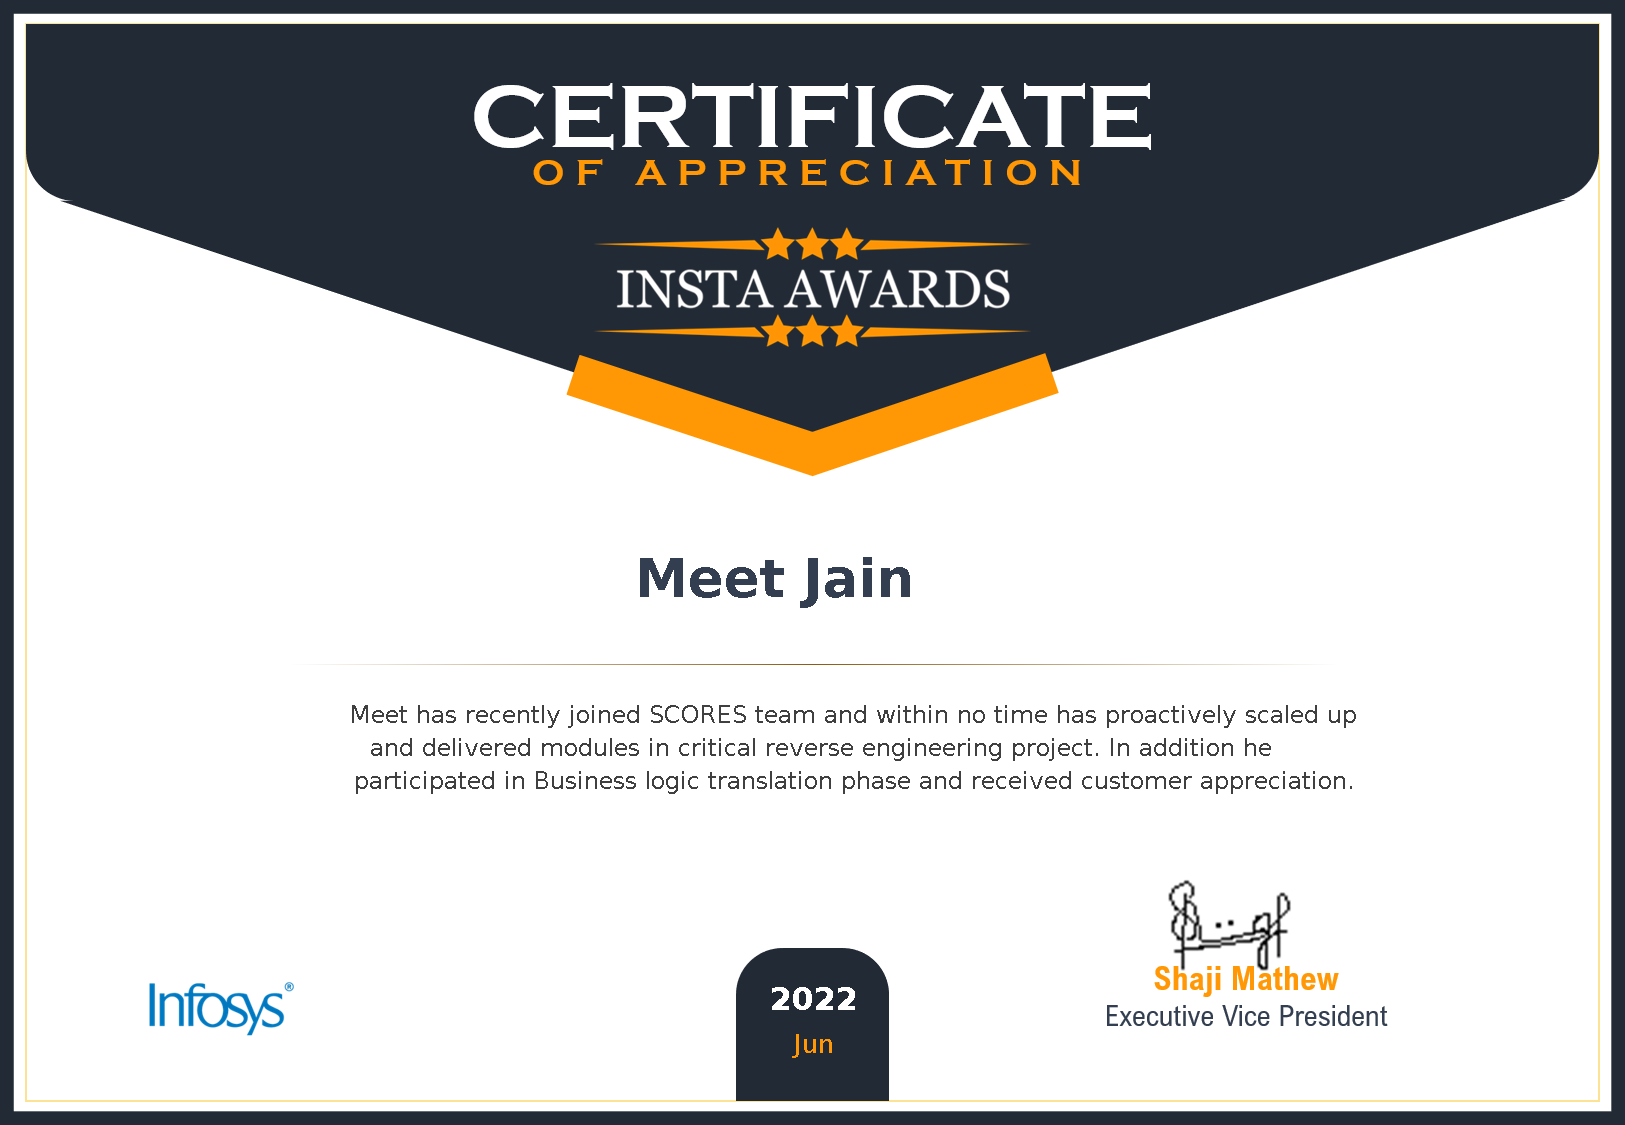 CERTIFICATE
OF APPRECIATION
INSTA AWARDS
Meet Jain
Meet has recently joined SCORES team and within no time has proactively scaled up
and delivered modules in critical reverse engineering project. In addition he
participated in Business logic translation phase and received customer appreciation.
Infosys®
2022
Jun
Shaji Mathew
Executive Vice President